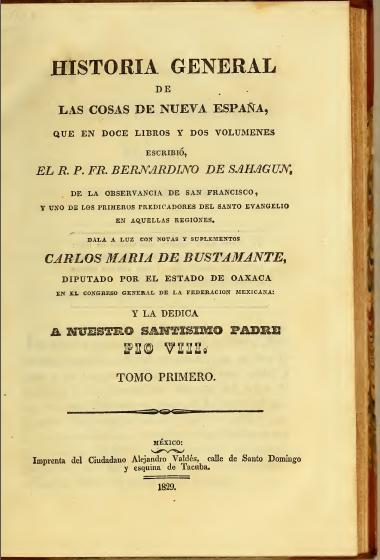 HISTORIA GENERAL
DE
LAS COSAS DE NUEVA ESPAÑA,
QUE EN DOCE LIBROS Y DOS VOLUMENES
ESCRIBIÓ,
EL R. P. FR. BERNARDINO DE SAHAGUN,
DE LA OBSERVANCIA DE SAN FRANCISCO,
Y UNO DE LOS PRIMEROS PREDICADORES DEL SANTO EVANGELIO
EN AQUELLAS REGIONES.
DALA A LUZ CON NOTAS Y SUPLEMENTOS
CARLOS MARIA DE BUSTAMANTE,
DIPUTADO POR EL ESTADO DE OAXACA
EN EL CONGRESO GENERAL DE LA FEDERACION MEXICANA:
Y LA DEDICA
A NUESTRO SANTISIMO PADRE
PIO VIII.
TOMO PRIMERO.
MÉXICO:
Imprenta del Ciudadano Alejandro Valdés, calle de Santo Domingo
y esquina de Tacuba.
1829.